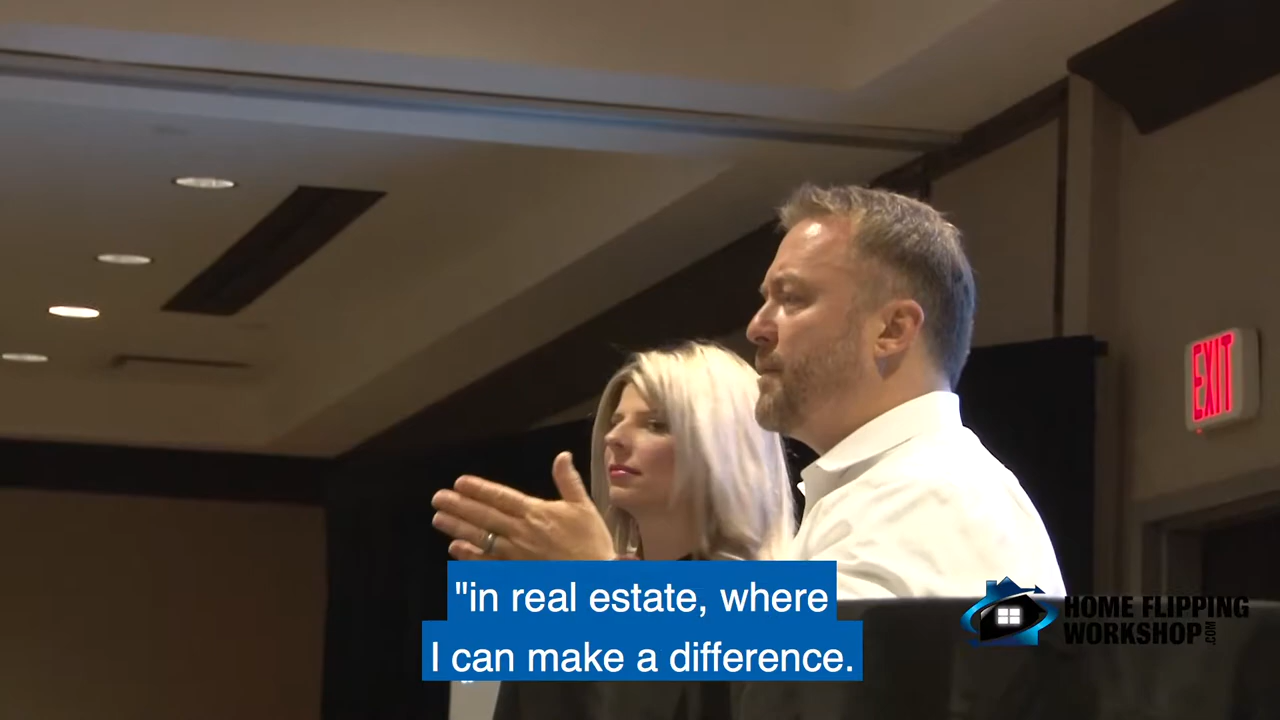 EXIT
"in real estate, where
I can make a difference.
HOME FLIPPING
WORKSHOP.COM